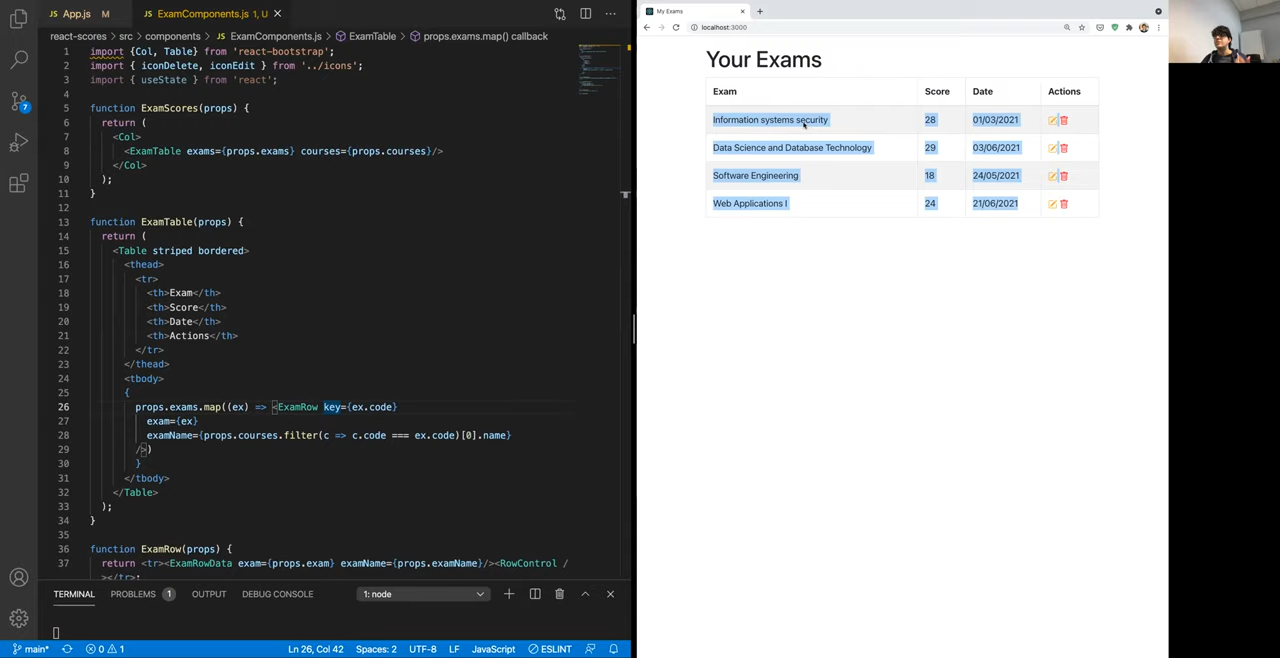 App.js M
ExamComponents.js 1, U
react-scores > src > components > ExamComponents.js > ExamTable > props.exams.map() callback
1 import {Col, Table} from 'react-bootstrap';
2 import { iconDelete, iconEdit } from '../icons';
3 import { useState } from 'react';
4
5 function ExamScores(props) {
6 return (
7 <Col>
8 <ExamTable exams={props.exams} courses={props.courses}/>
9 </Col>
10 );
11 }
12
13 function ExamTable(props) {
14 return (
15 <Table striped bordered>
16 <thead>
17 <tr>
18 <th>Exam</th>
19 <th>Score</th>
20 <th>Date</th>
21 <th>Actions</th>
22 </tr>
23 </thead>
24 <tbody>
25 {
26 props.exams.map((ex) => <ExamRow key={ex.code}
27 exam={ex}
28 examName={props.courses.filter(c => c.code === ex.code)[0].name}
29 />)
30 }
31 </tbody>
32 </Table>
33 );
34 }
35
36 function ExamRow(props) {
37 return <tr><ExamRowData exam={props.exam} examName={props.examName}/><RowControl /
></tr>;
7
TERMINAL PROBLEMS 1 OUTPUT DEBUG CONSOLE 1: node
main* 0 1 Ln 26, Col 42 Spaces: 2 UTF-8 LF JavaScript ESLINT
My Exams
localhost:3000
Your Exams
Exam Score Date Actions
Information systems security 28 01/03/2021
Data Science and Database Technology 29 03/06/2021
Software Engineering 18 24/05/2021
Web Applications I 24 21/06/2021